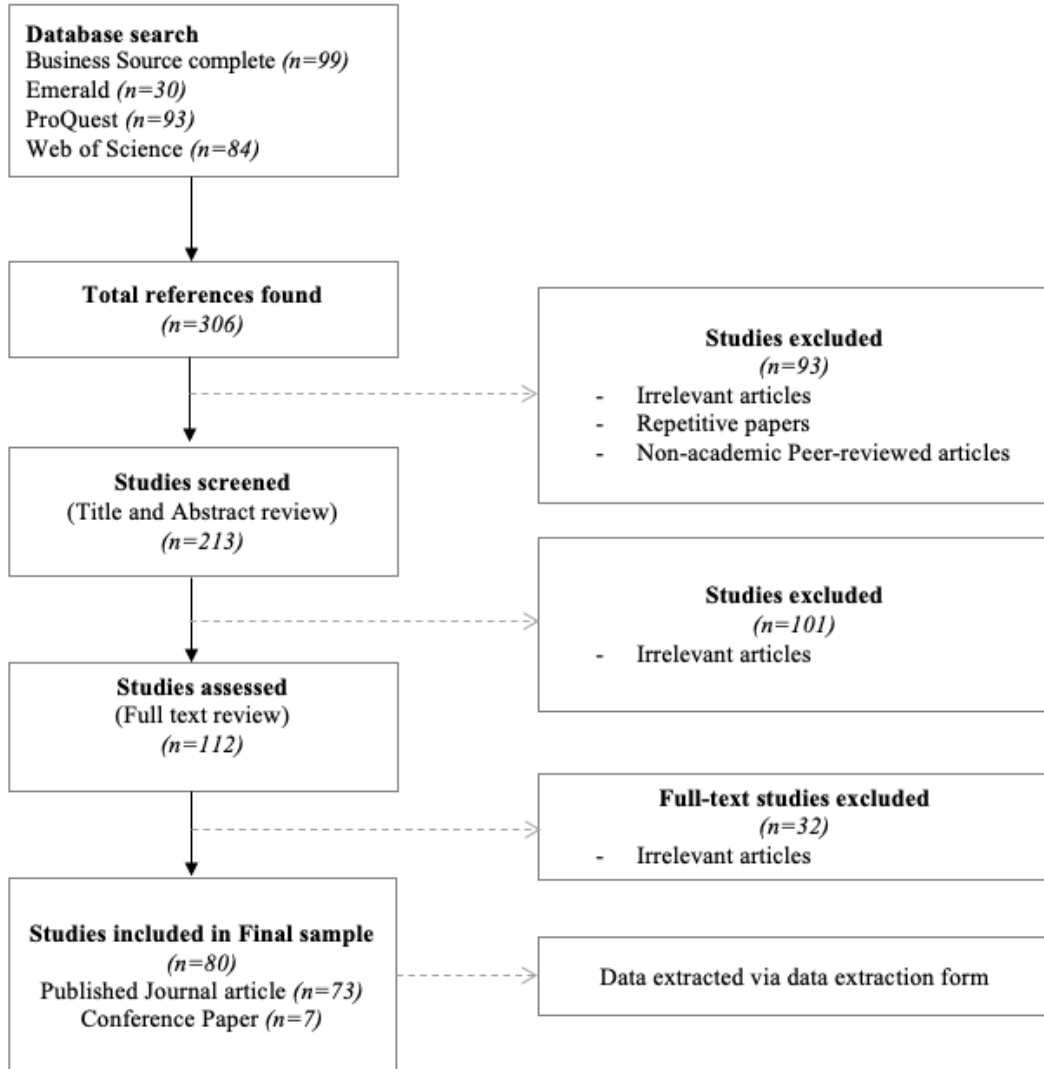 Database search
Business Source complete (n=99)
Emerald (n=30)
ProQuest (n=93)
Web of Science (n=84)
Total references found
(n=306)
Studies excluded
(n=93)
- Irrelevant articles
- Repetitive papers
- Non-academic Peer-reviewed articles
Studies screened
(Title and Abstract review)
(n=213)
Studies excluded
(n=101)
- Irrelevant articles
Studies assessed
(Full text review)
(n=112)
Full-text studies excluded
(n=32)
- Irrelevant articles
Studies included in Final sample
(n=80)
Published Journal article (n=73)
Conference Paper (n=7)
Data extracted via data extraction form